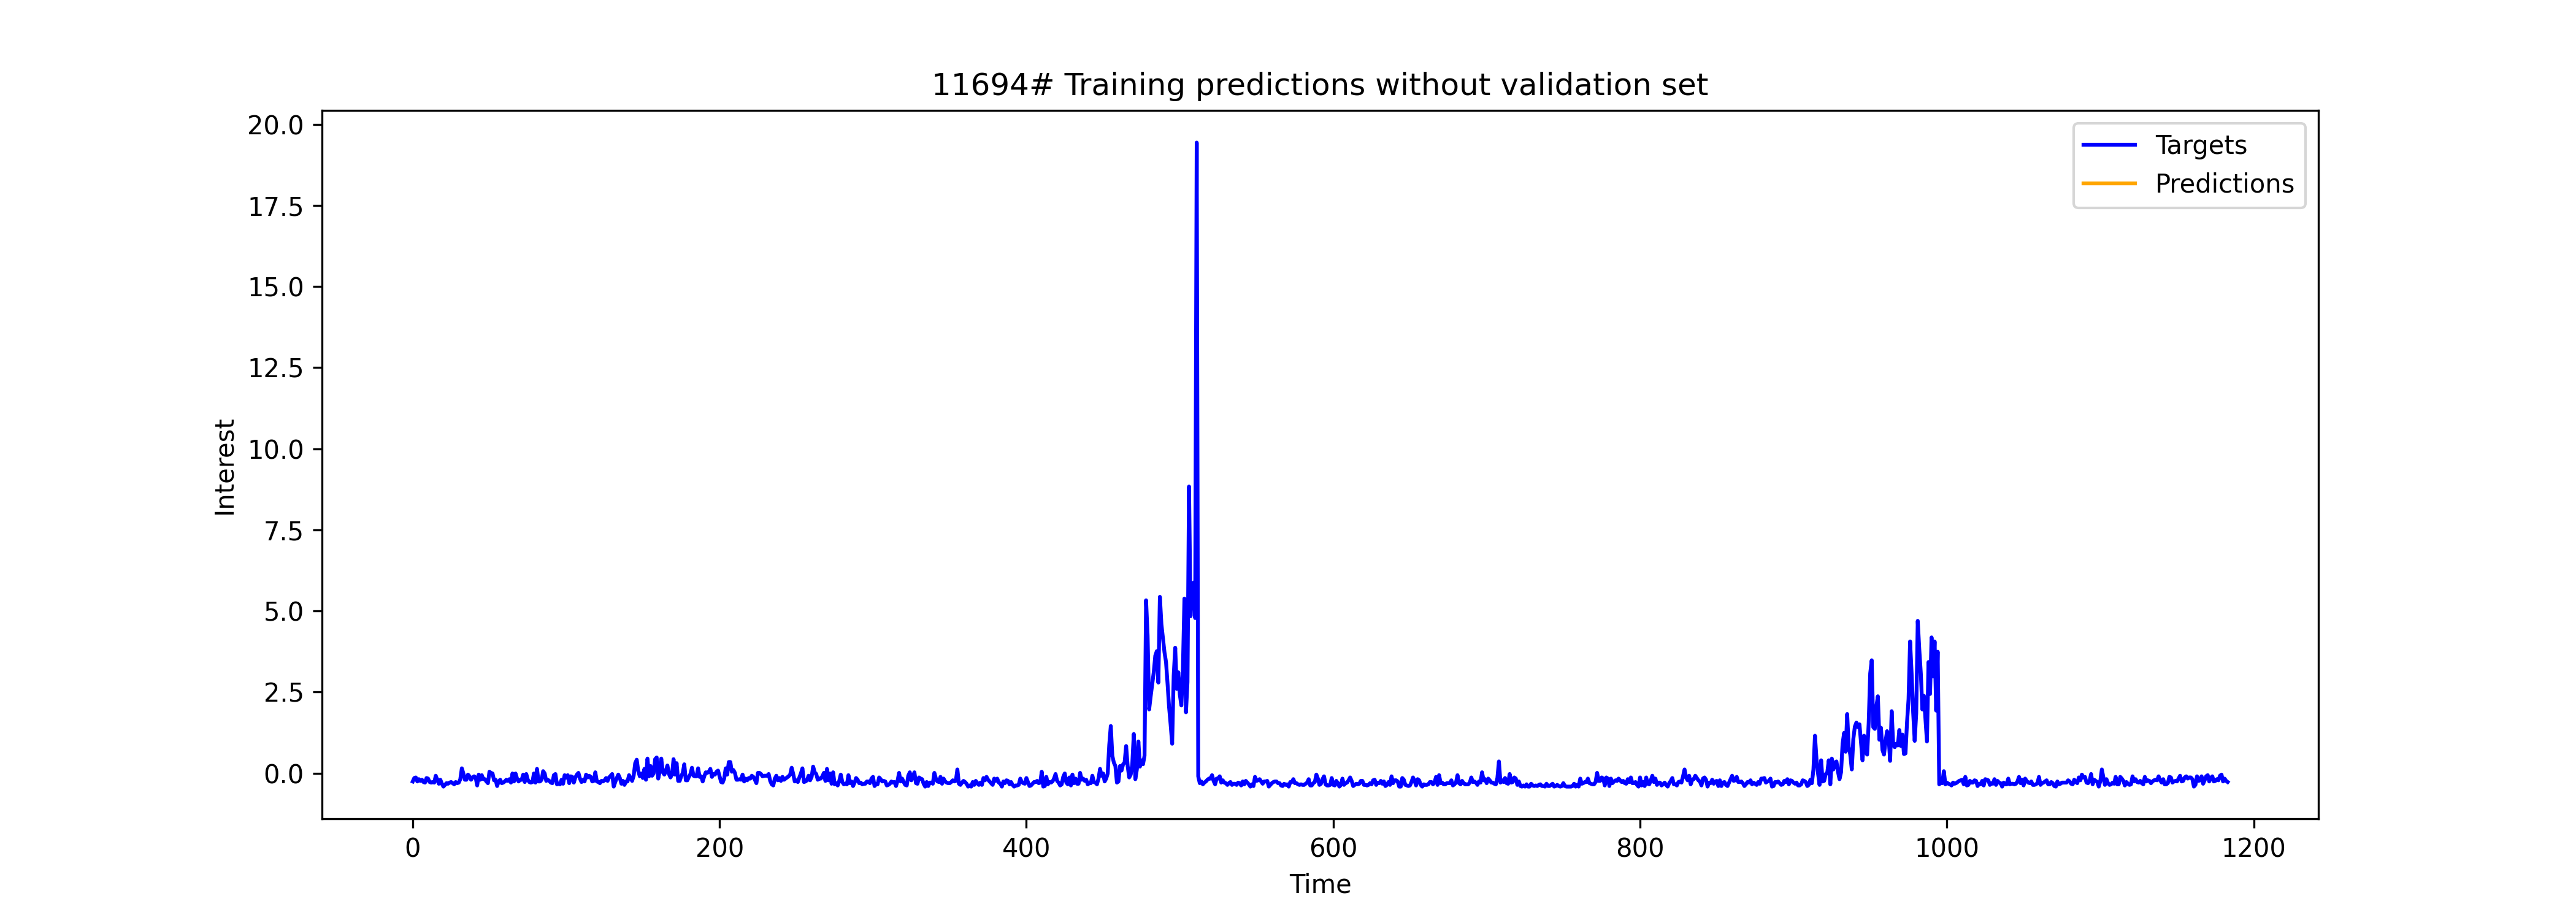 11694# Training predictions without validation set
20.0
17.5
15.0
12.5
10.0
7.5
5.0
2.5
0.0
Interest
Targets
Predictions
0 200 400 600 800 1000 1200
Time